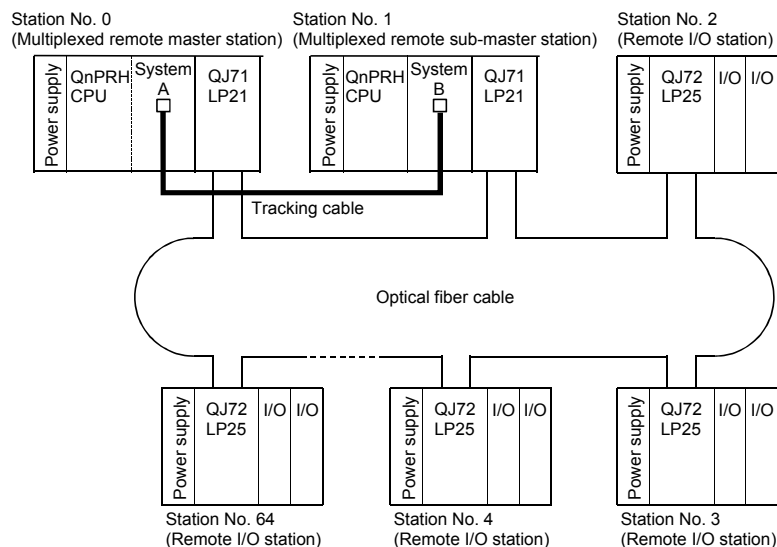 Station No. 0
(Multiplexed remote master station)
Station No. 1
(Multiplexed remote sub-master station)
Station No. 2
(Remote I/O station)
Power supply
QnPRH
CPU
System
A
QJ71
LP21
Power supply
QnPRH
CPU
System
B
QJ71
LP21
Power supply
QJ72
LP25
I/O
I/O
Tracking cable
Optical fiber cable
Power supply
QJ72
LP25
I/O
I/O
Power supply
QJ72
LP25
I/O
I/O
Power supply
QJ72
LP25
I/O
I/O
Station No. 64
(Remote I/O station)
Station No. 4
(Remote I/O station)
Station No. 3
(Remote I/O station)